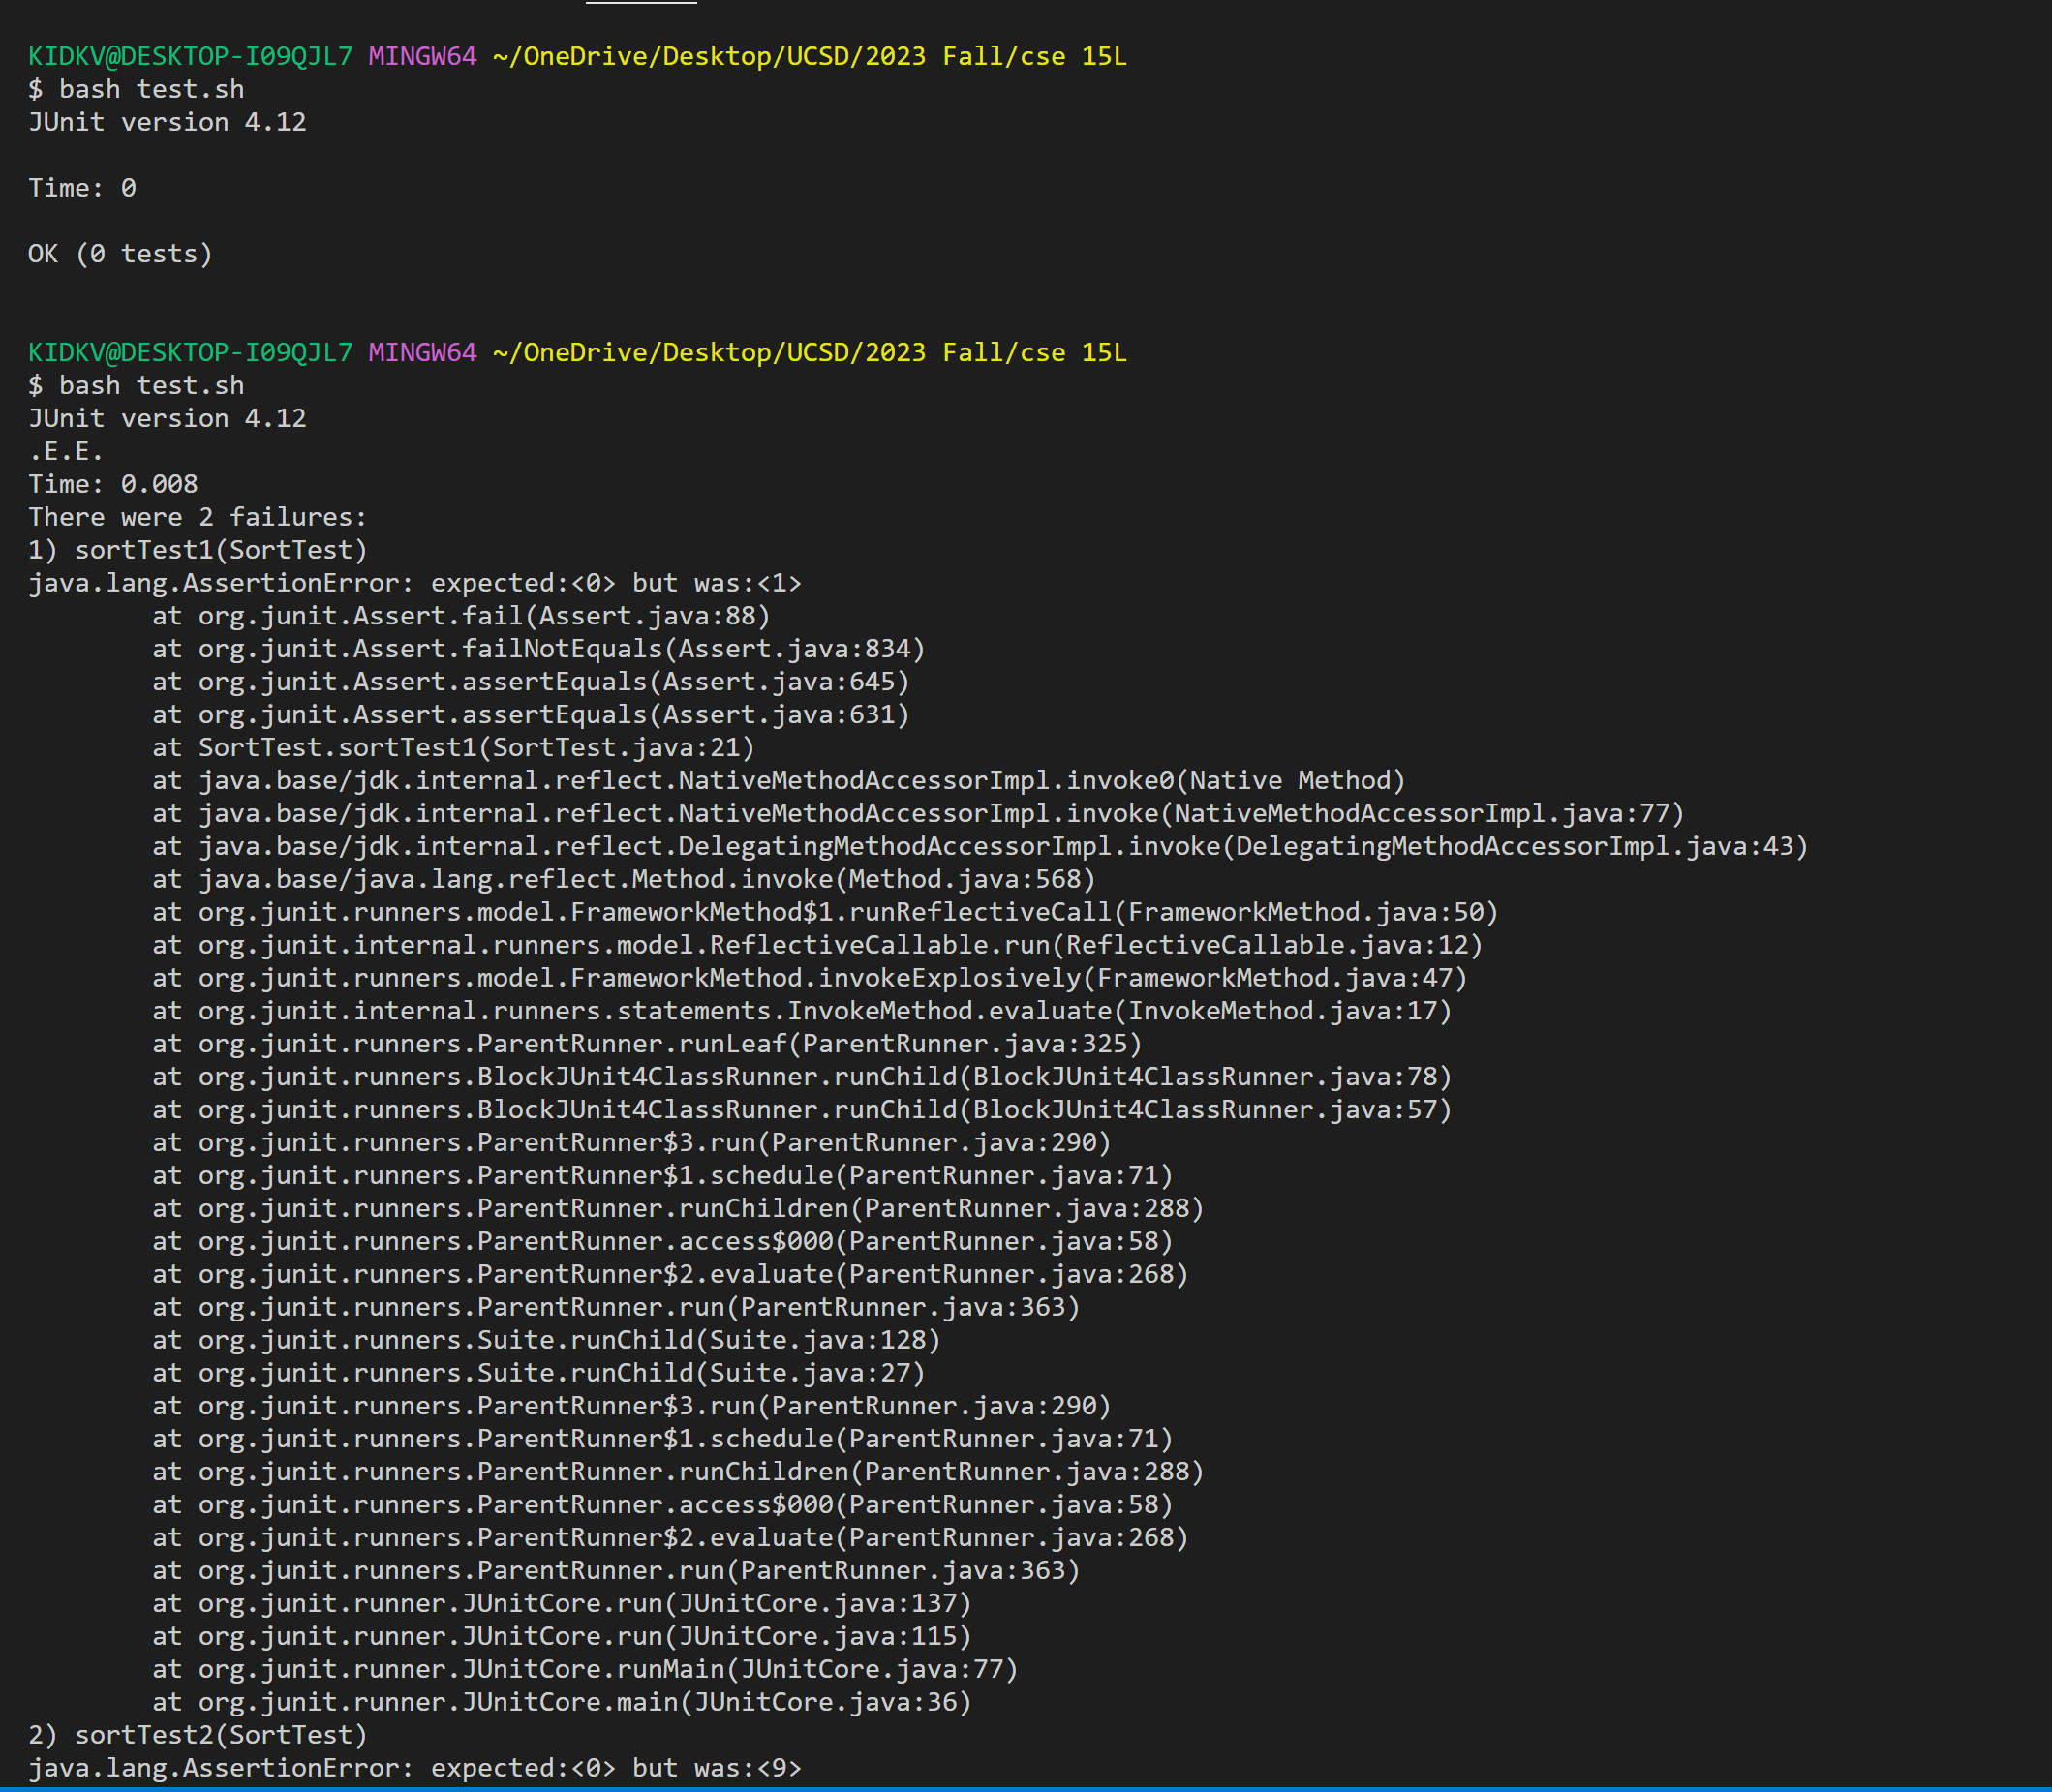 KIDKV@DESKTOP-I09QJL7 MINGW64 ~/OneDrive/Desktop/UCSD/2023 Fall/cse 15L
$ bash test.sh
JUnit version 4.12
Time: 0
OK (0 tests)
KIDKV@DESKTOP-I09QJL7 MINGW64 ~/OneDrive/Desktop/UCSD/2023 Fall/cse 15L
$ bash test.sh
JUnit version 4.12
.E.E.
Time: 0.008
There were 2 failures:
1) sortTest1(SortTest)
java.lang.AssertionError: expected:<0> but was:<1>
        at org.junit.Assert.fail(Assert.java:88)
        at org.junit.Assert.failNotEquals(Assert.java:834)
        at org.junit.Assert.assertEquals(Assert.java:645)
        at org.junit.Assert.assertEquals(Assert.java:631)
        at SortTest.sortTest1(SortTest.java:21)
        at java.base/jdk.internal.reflect.NativeMethodAccessorImpl.invoke0(Native Method)
        at java.base/jdk.internal.reflect.NativeMethodAccessorImpl.invoke(NativeMethodAccessorImpl.java:77)
        at java.base/jdk.internal.reflect.DelegatingMethodAccessorImpl.invoke(DelegatingMethodAccessorImpl.java:43)
        at java.base/java.lang.reflect.Method.invoke(Method.java:568)
        at org.junit.runners.model.FrameworkMethod$1.runReflectiveCall(FrameworkMethod.java:50)
        at org.junit.internal.runners.model.ReflectiveCallable.run(ReflectiveCallable.java:12)
        at org.junit.runners.model.FrameworkMethod.invokeExplosively(FrameworkMethod.java:47)
        at org.junit.internal.runners.statements.InvokeMethod.evaluate(InvokeMethod.java:17)
        at org.junit.runners.ParentRunner.runLeaf(ParentRunner.java:325)
        at org.junit.runners.BlockJUnit4ClassRunner.runChild(BlockJUnit4ClassRunner.java:78)
        at org.junit.runners.BlockJUnit4ClassRunner.runChild(BlockJUnit4ClassRunner.java:57)
        at org.junit.runners.ParentRunner$3.run(ParentRunner.java:290)
        at org.junit.runners.ParentRunner$1.schedule(ParentRunner.java:71)
        at org.junit.runners.ParentRunner.runChildren(ParentRunner.java:288)
        at org.junit.runners.ParentRunner.access$000(ParentRunner.java:58)
        at org.junit.runners.ParentRunner$2.evaluate(ParentRunner.java:268)
        at org.junit.runners.ParentRunner.run(ParentRunner.java:363)
        at org.junit.runners.Suite.runChild(Suite.java:128)
        at org.junit.runners.Suite.runChild(Suite.java:27)
        at org.junit.runners.ParentRunner$3.run(ParentRunner.java:290)
        at org.junit.runners.ParentRunner$1.schedule(ParentRunner.java:71)
        at org.junit.runners.ParentRunner.runChildren(ParentRunner.java:288)
        at org.junit.runners.ParentRunner.access$000(ParentRunner.java:58)
        at org.junit.runners.ParentRunner$2.evaluate(ParentRunner.java:268)
        at org.junit.runners.ParentRunner.run(ParentRunner.java:363)
        at org.junit.runner.JUnitCore.run(JUnitCore.java:137)
        at org.junit.runner.JUnitCore.run(JUnitCore.java:115)
        at org.junit.runner.JUnitCore.runMain(JUnitCore.java:77)
        at org.junit.runner.JUnitCore.main(JUnitCore.java:36)
2) sortTest2(SortTest)
java.lang.AssertionError: expected:<0> but was:<9>